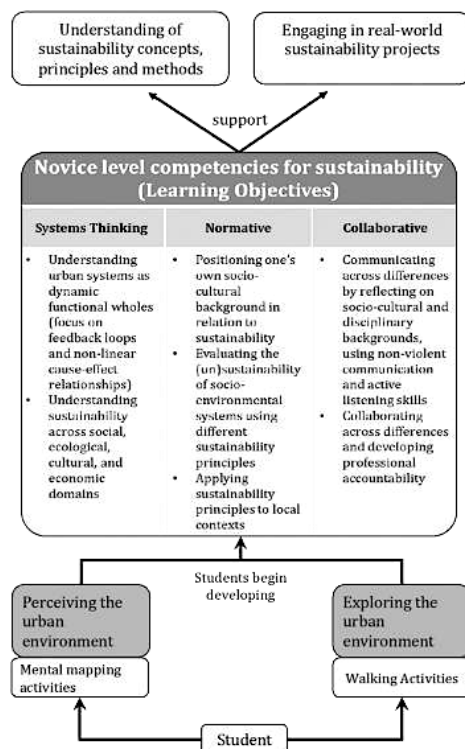 Understanding of
sustainability concepts,
principles and methods
Engaging in real-world
sustainability projects
support
Novice level competencies for sustainability
(Learning Objectives)
Systems Thinking
Normative
Collaborative
• Understanding
urban systems as
dynamic
functional wholes
(focus on
feedback loops
and non-linear
cause-effect
relationships)
• Understanding
sustainability
across social,
ecological,
cultural, and
economic
domains
• Positioning one's
own socio-
cultural
background in
relation to
sustainability
• Evaluating the
(un)sustainability
of socio-
environmental
systems using
different
sustainability
principles
• Applying
sustainability
principles to local
contexts
• Communicating
across differences
by reflecting on
socio-cultural and
disciplinary
backgrounds,
using non-violent
communication
and active
listening skills
• Collaborating
across differences
and developing
professional
accountability
Students begin
developing
Perceiving the
urban
environment
Mental mapping
activities
Exploring the
urban
environment
Walking Activities
Student